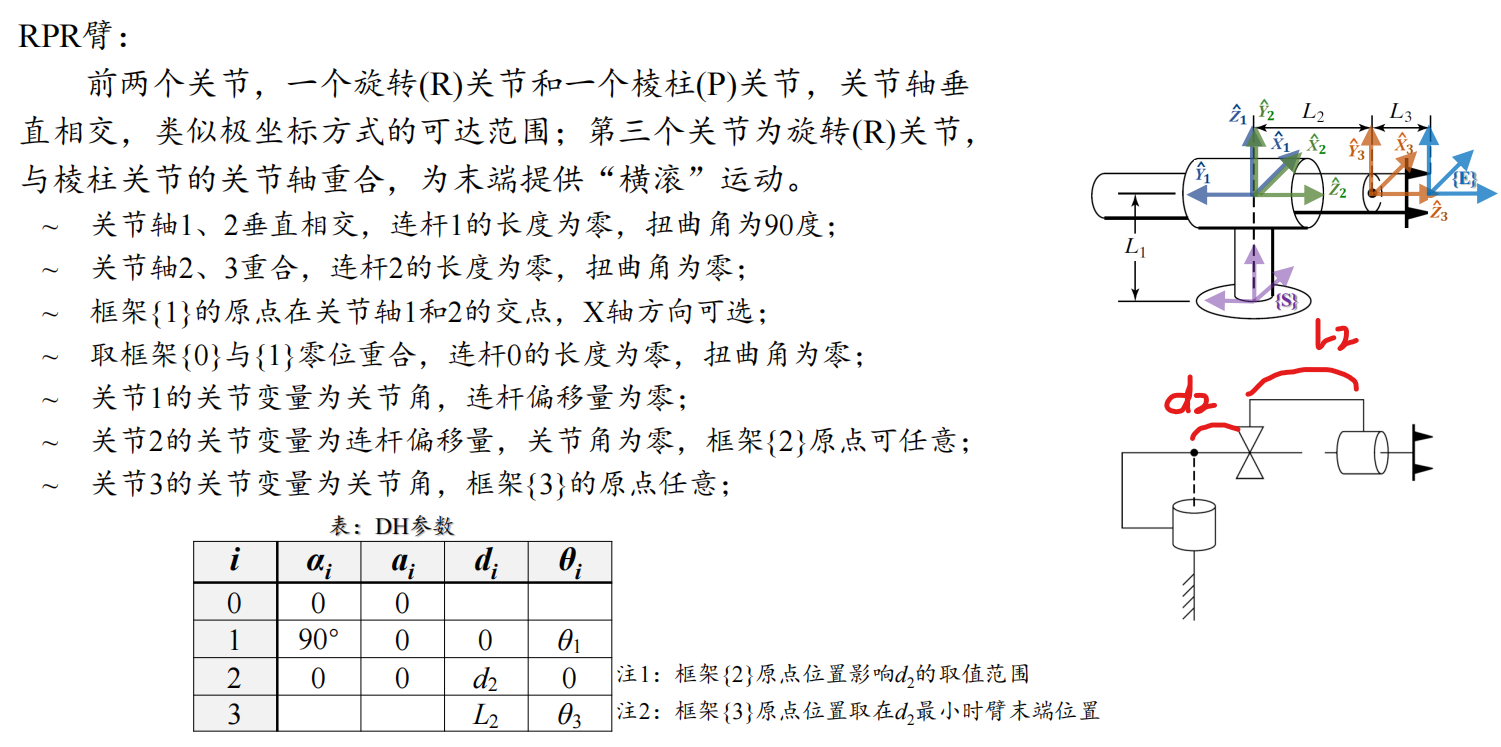 RPR臂：
前两个关节，一个旋转(R)关节和一个棱柱(P)关节，关节轴垂
直相交，类似极坐标方式的可达范围；第三个关节为旋转(R)关节，
与棱柱关节的关节轴重合，为末端提供“横滚”运动。
~ 关节轴1、2垂直相交，连杆1的长度为零，扭曲角为90度；
~ 关节轴2、3重合，连杆2的长度为零，扭曲角为零；
~ 框架{1}的原点在关节轴1和2的交点，X轴方向可选；
~ 取框架{0}与{1}零位重合，连杆0的长度为零，扭曲角为零；
~ 关节1的关节变量为关节角，连杆偏移量为零；
~ 关节2的关节变量为连杆偏移量，关节角为零，框架{2}原点可任意；
~ 关节3的关节变量为关节角，框架{3}的原点任意；
表：DH参数
i αi ai di θi
0 0 0
1 90° 0 0 θ1
2 0 0 d2 0
3 L2 θ3
注1：框架{2}原点位置影响d2的取值范围
注2：框架{3}原点位置取在d2最小时臂末端位置
Ẑ1 Ŷ2 L2 L3
X̂1 X̂2 Ŷ3 X̂3
Ŷ1 Ẑ2 {E}
Ẑ3
L1
{S}
L2
d2